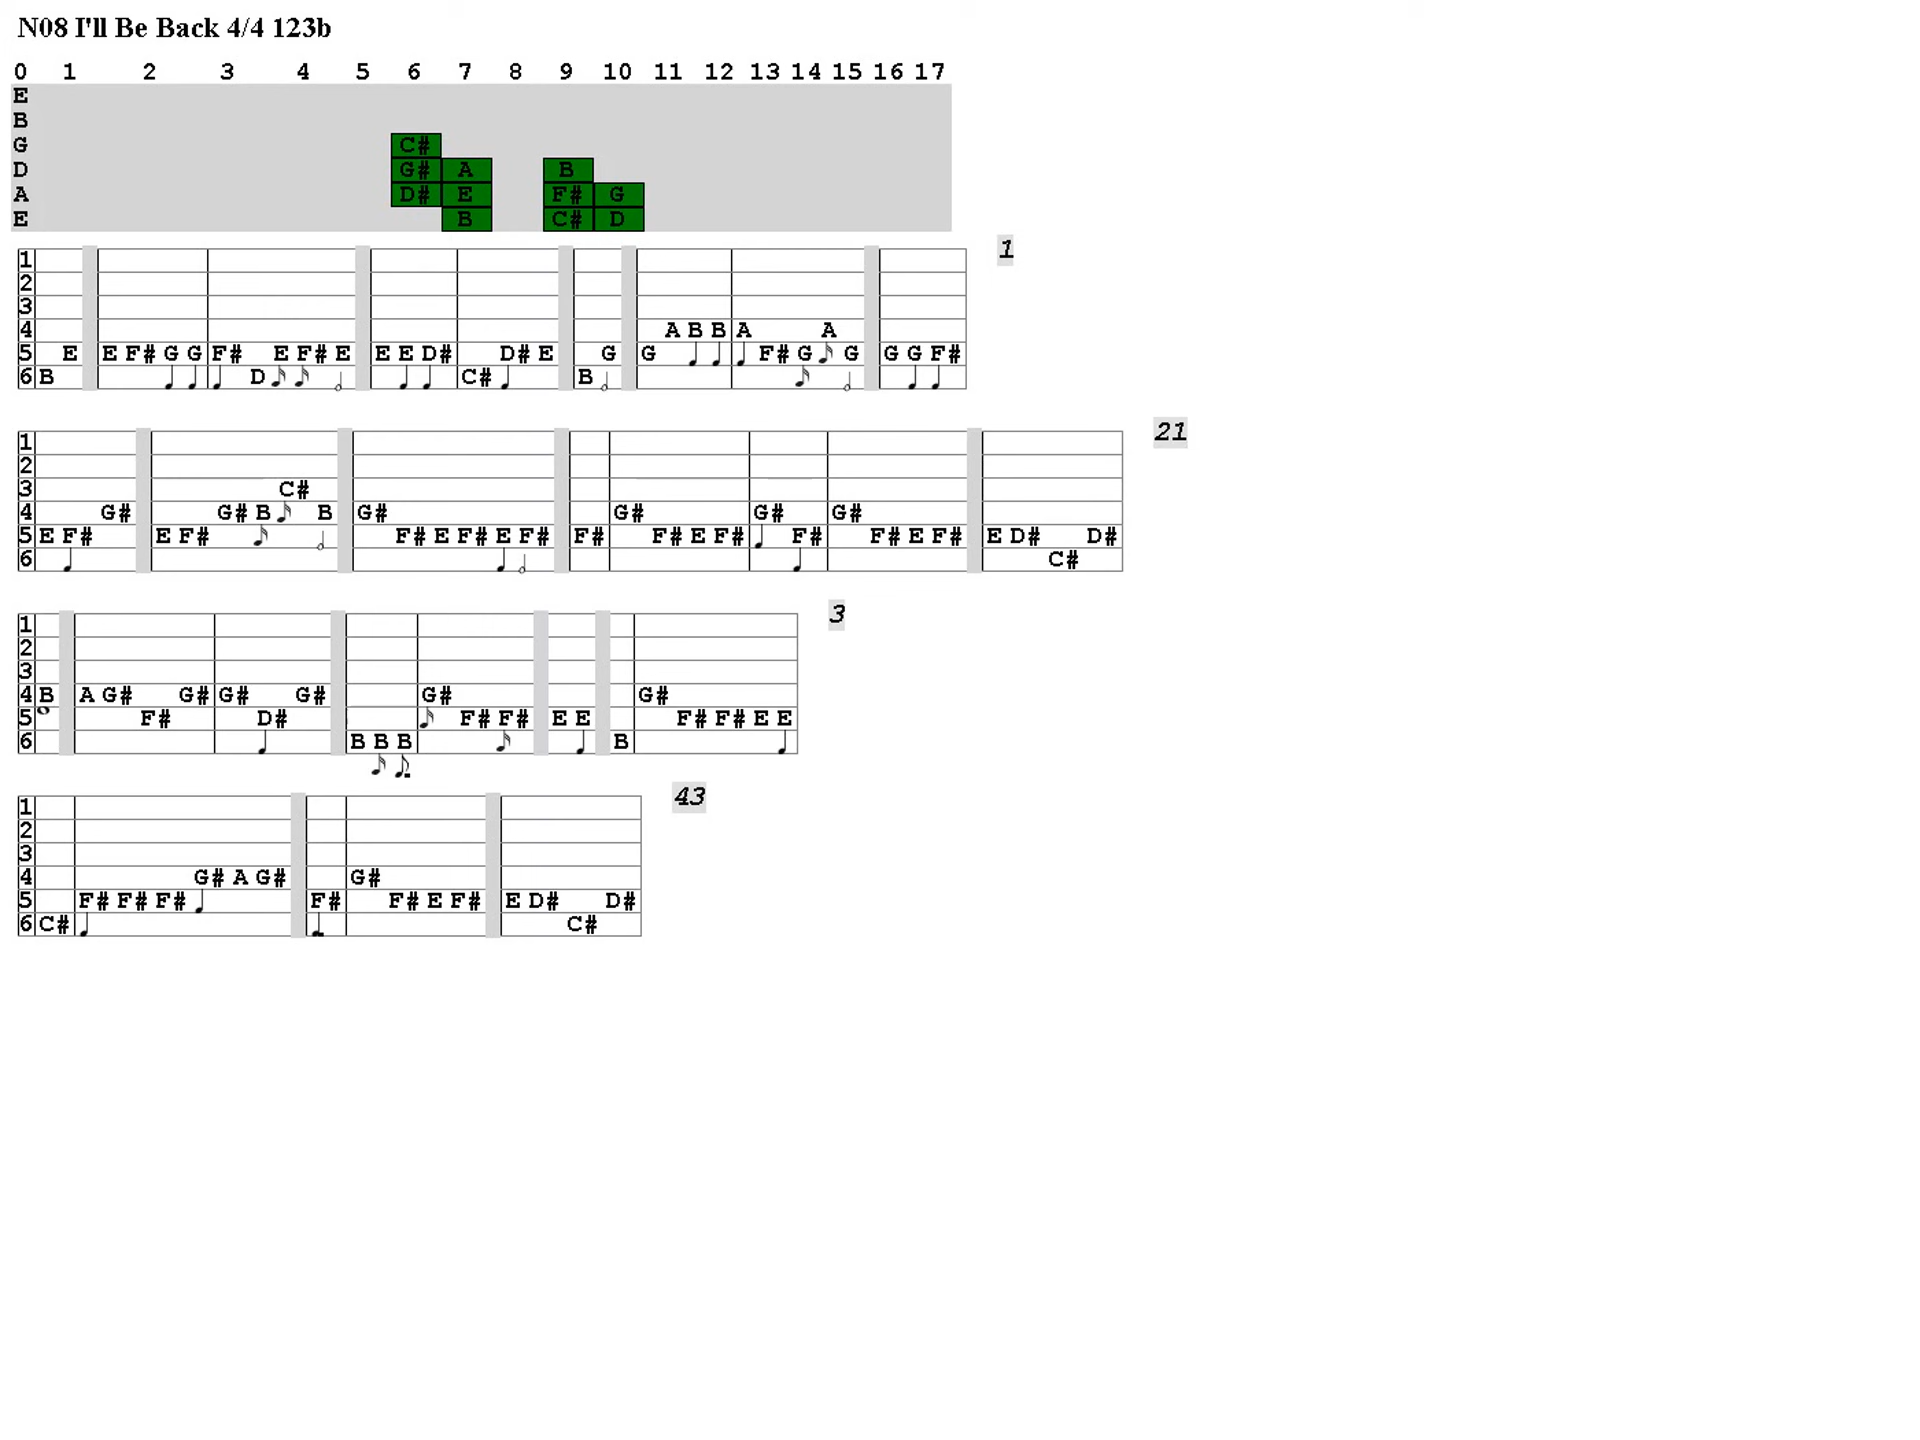 N08 I'll Be Back 4/4 123b
0 1 2 3 4 5 6 7 8 9 10 11 12 13 14 15 16 17
E
B
G C#
D G# A B
A D# E F# G
E B C# D
1 1
2
3
4 A B B A A
5 E E F# G G F# E F# E E E D# D# E G G F# G G G G F#
6 B D C# B
1 21
2
3 C#
4 G# G# B B G# G# G# G#
5 E F# E F# F# E F# E F# F# F# E F# F# F# E F# E D# D#
6 C#
1 3
2
3
4 B A G# G# G# G# G# G#
5 F# D# F# F# E E F# F# E E
6 B B B B
1 43
2
3
4 G# A G# G#
5 F# F# F# F# F# E F# E D# D#
6 C# C#